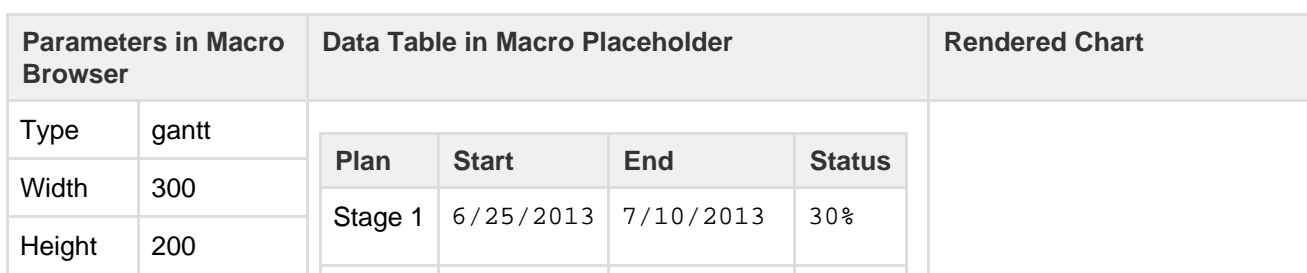 Parameters in Macro Browser Data Table in Macro Placeholder Rendered Chart
Type gantt
Width 300
Height 200
Plan Start End Status
Stage 1 6/25/2013 7/10/2013 30%